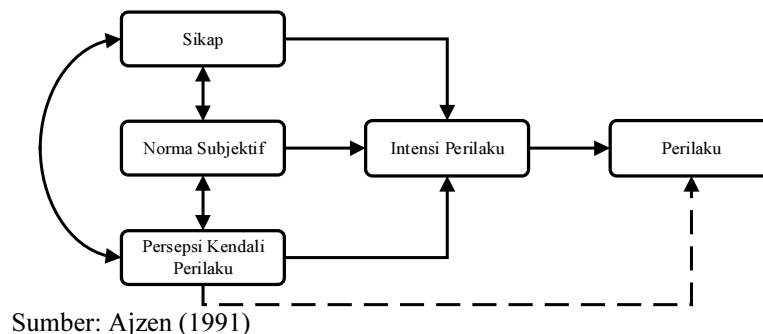 Sikap
Norma Subjektif
Intensi Perilaku
Perilaku
Persepsi Kendali
Perilaku
Sumber: Ajzen (1991)